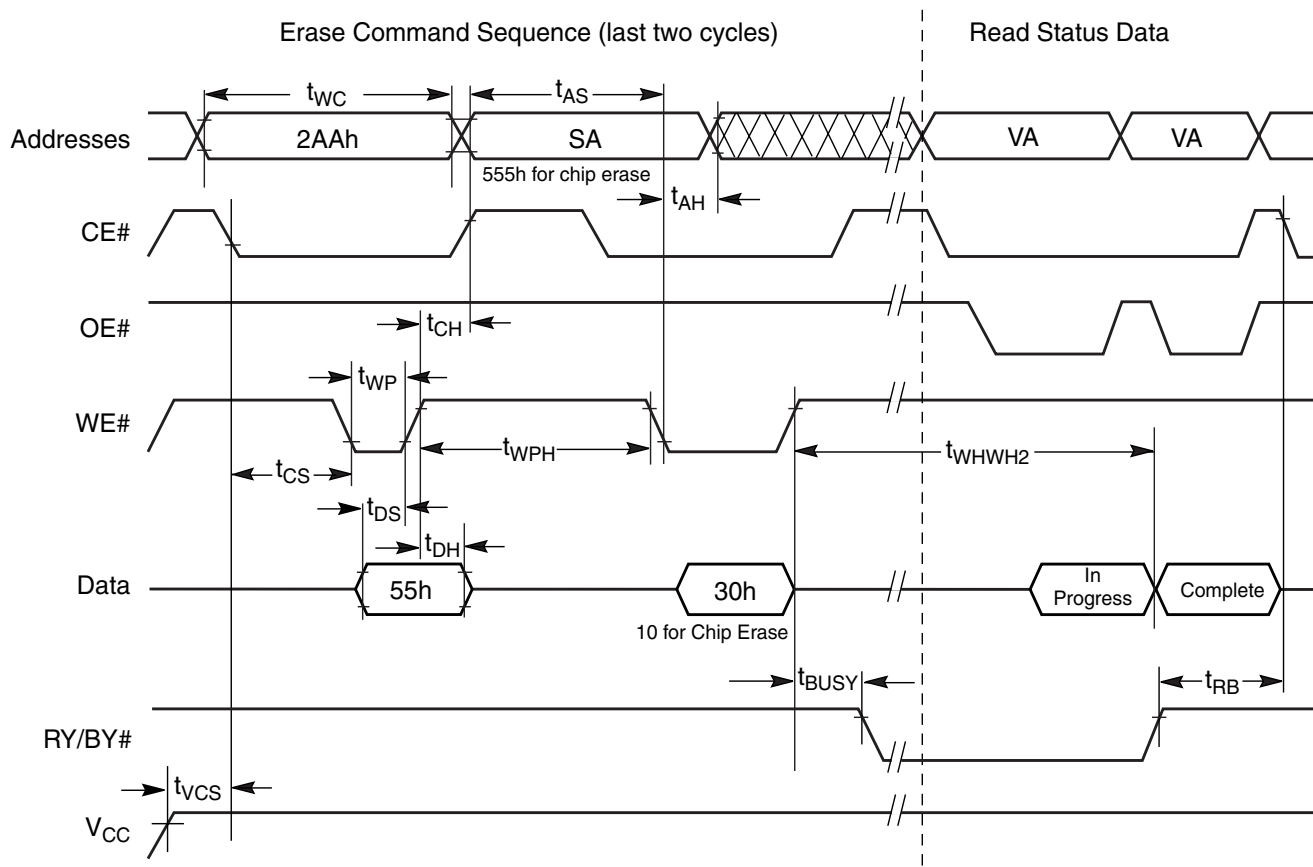 Erase Command Sequence (last two cycles)
Read Status Data
tWC
tAS
Addresses
2AAh
SA
VA
VA
555h for chip erase
tAH
CE#
OE#
tCH
tWP
WE#
tWPH
tWHWH2
tCS
tDS
tDH
Data
55h
30h
In
Progress
Complete
10 for Chip Erase
tBUSY
tRB
RY/BY#
tVCS
VCC